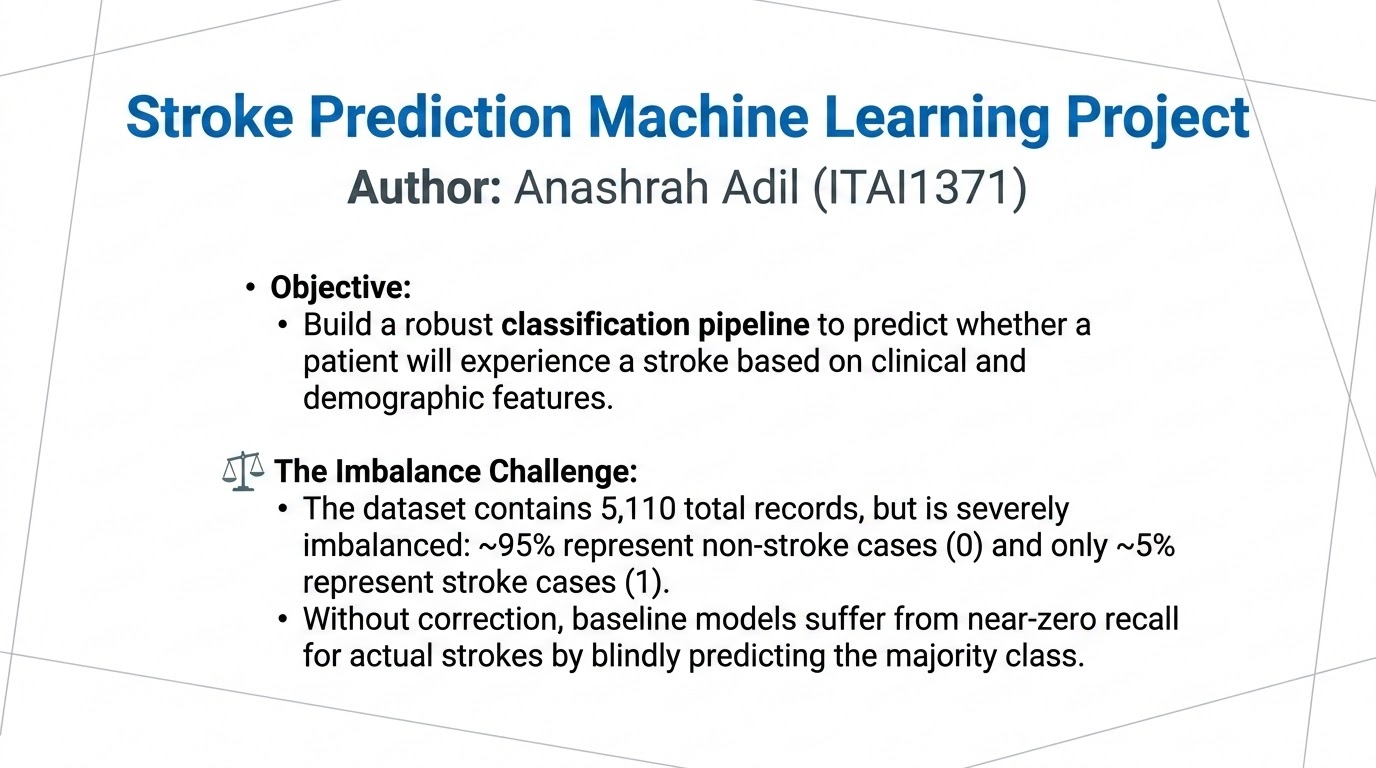 Stroke Prediction Machine Learning Project
Author: Anashrah Adil (ITAI1371)
• Objective:
• Build a robust classification pipeline to predict whether a
patient will experience a stroke based on clinical and
demographic features.
The Imbalance Challenge:
• The dataset contains 5,110 total records, but is severely
imbalanced: ~95% represent non-stroke cases (0) and only ~5%
represent stroke cases (1).
• Without correction, baseline models suffer from near-zero recall
for actual strokes by blindly predicting the majority class.